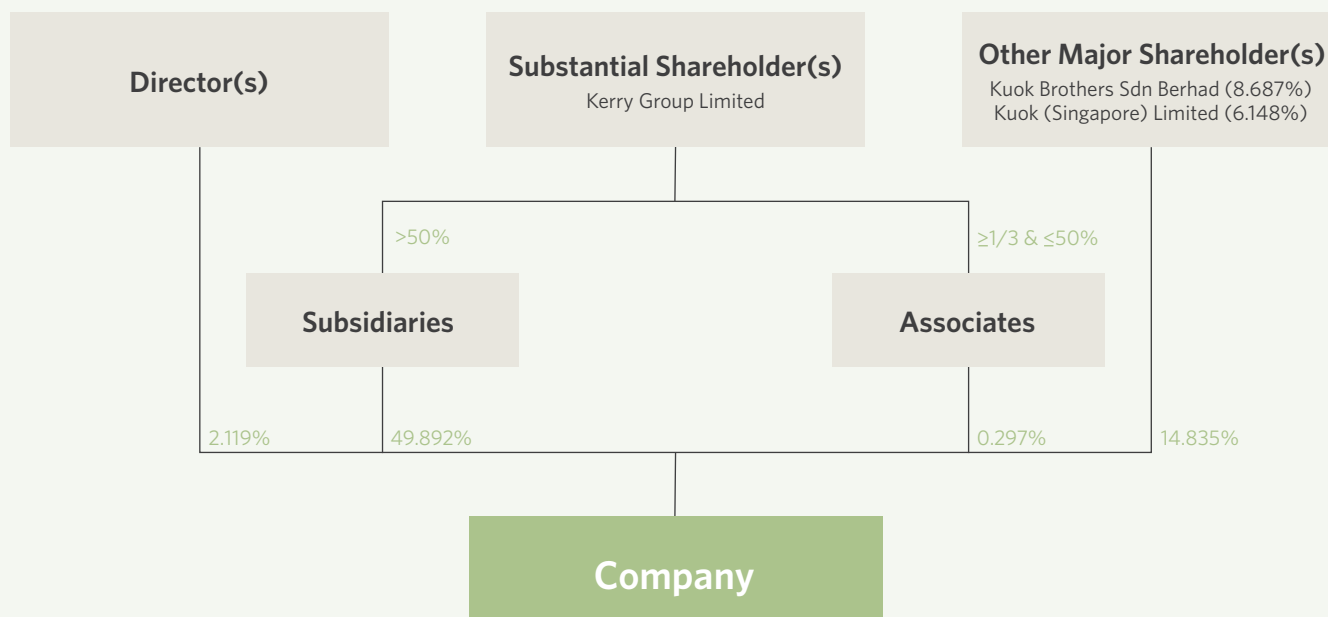 Director(s)
Substantial Shareholder(s)
Kerry Group Limited
Other Major Shareholder(s)
Kuok Brothers Sdn Berhad (8.687%)
Kuok (Singapore) Limited (6.148%)
>50%
≥1/3 & ≤50%
Subsidiaries
Associates
2.119%
49.892%
0.297%
14.835%
Company